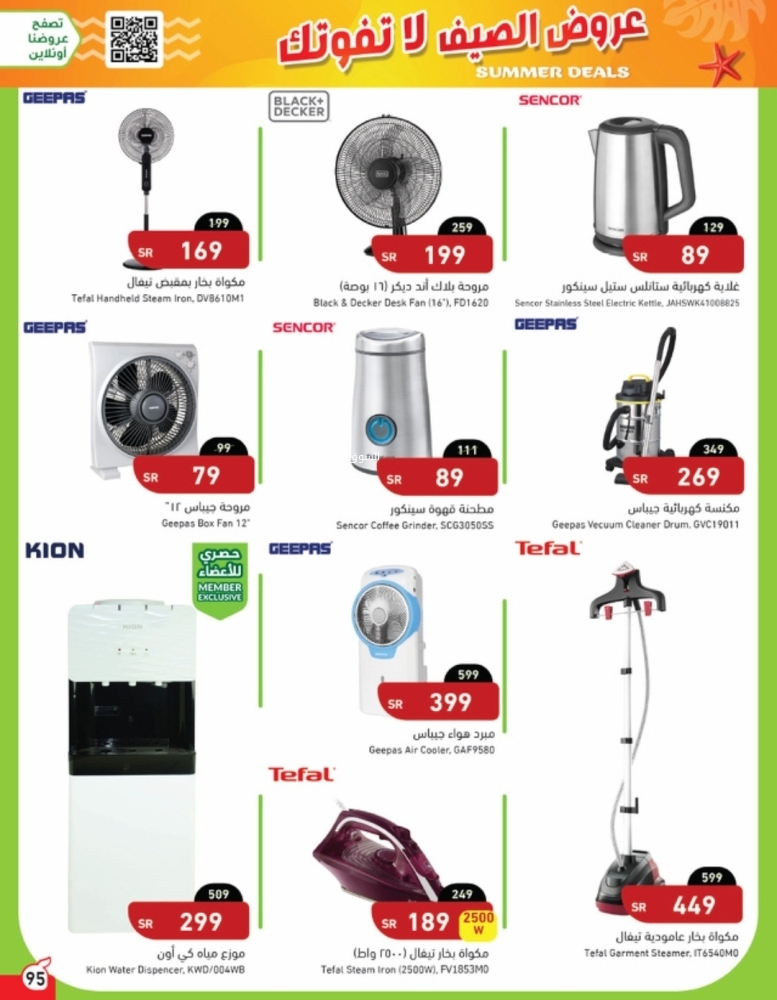 تصفح
عروضنا
أونلاين
عروض الصيف لا تفوتك
SUMMER DEALS
GEEPAS
199
SR 169
مكواة بخار بمقبض تيفال
Tefal Handheld Steam Iron, DV8610M1
BLACK+
DECKER
259
SR 199
مروحة بلاك أند ديكر (١٦ بوصة)
Black & Decker Desk Fan (16"), FD1620
SENCOR
SENCOR
129
SR 89
غلاية كهربائية ستانلس ستيل سينكور
Sencor Stainless Steel Electric Kettle, JAHSWK41008825
GEEPAS
99
SR 79
مروحة جيباس ١٢"
Geepas Box Fan 12"
SENCOR
111
SR 89
مطحنة قهوة سينكور
Sencor Coffee Grinder, SCG3050SS
GEEPAS
349
SR 269
مكنسة كهربائية جيباس
Geepas Vacuum Cleaner Drum, GVC19011
KION
حصري
للأعضاء
MEMBER
EXCLUSIVE
KION
509
SR 299
موزع مياه كي أون
Kion Water Dispencer, KWD/004WB
GEEPAS
599
SR 399
مبرد هواء جيباس
Geepas Air Cooler, GAF9580
Tefal
249
SR 189
2500
W
مكواة بخار تيفال (٢٥٠٠ واط)
Tefal Steam Iron (2500W), FV1853M0
Tefal
599
SR 449
مكواة بخار عامودية تيفال
Tefal Garment Steamer, IT6540M0
95